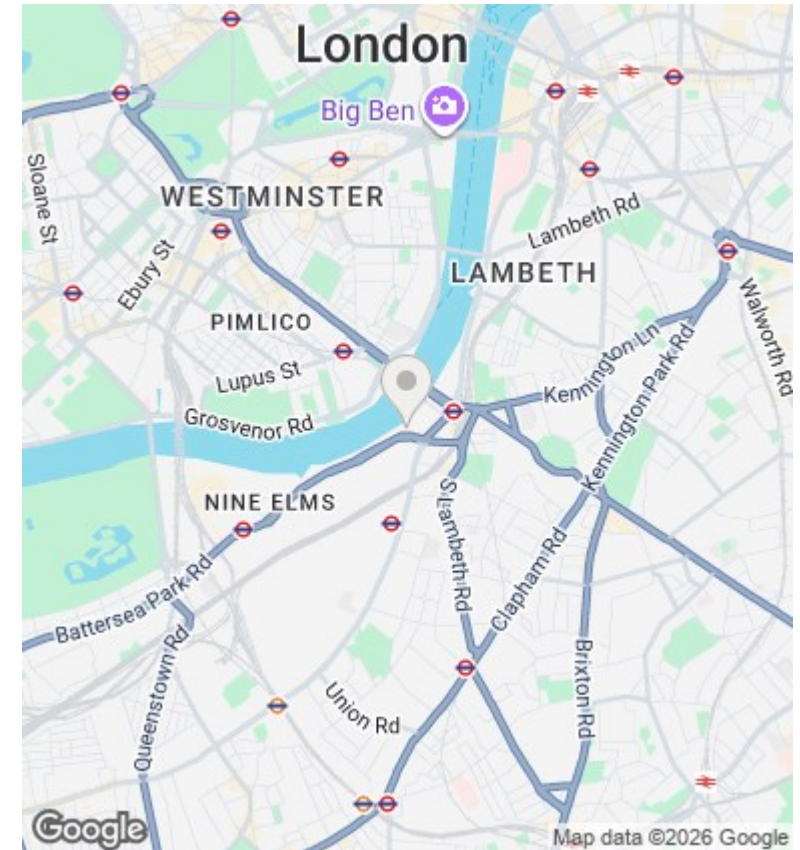 London
Big Ben
Sloane St
WESTMINSTER
Lambeth Rd
Ebury St
LAMBETH
Walworth Rd
PIMLICO
Lupus St
Kennington Ln
Kennington Park Rd
Grosvenor Rd
NINE ELMS
S Lambeth Rd
Clapham Rd
Battersea Park Rd
Queenstown Rd
Brixton Rd
Union Rd
Google
Map data ©2026 Google